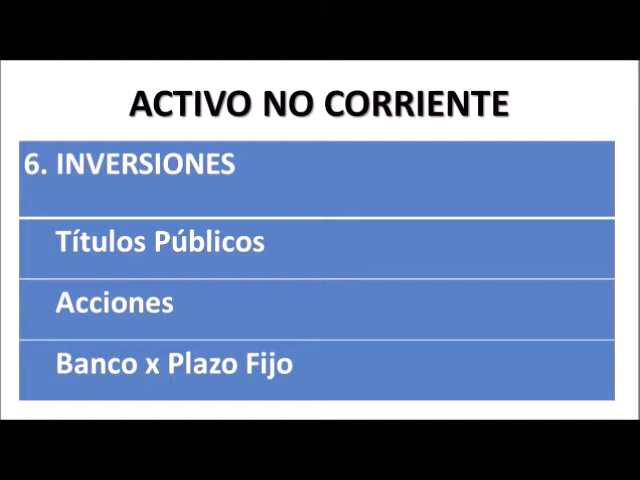 ACTIVO NO CORRIENTE
6. INVERSIONES
Títulos Públicos
Acciones
Banco x Plazo Fijo